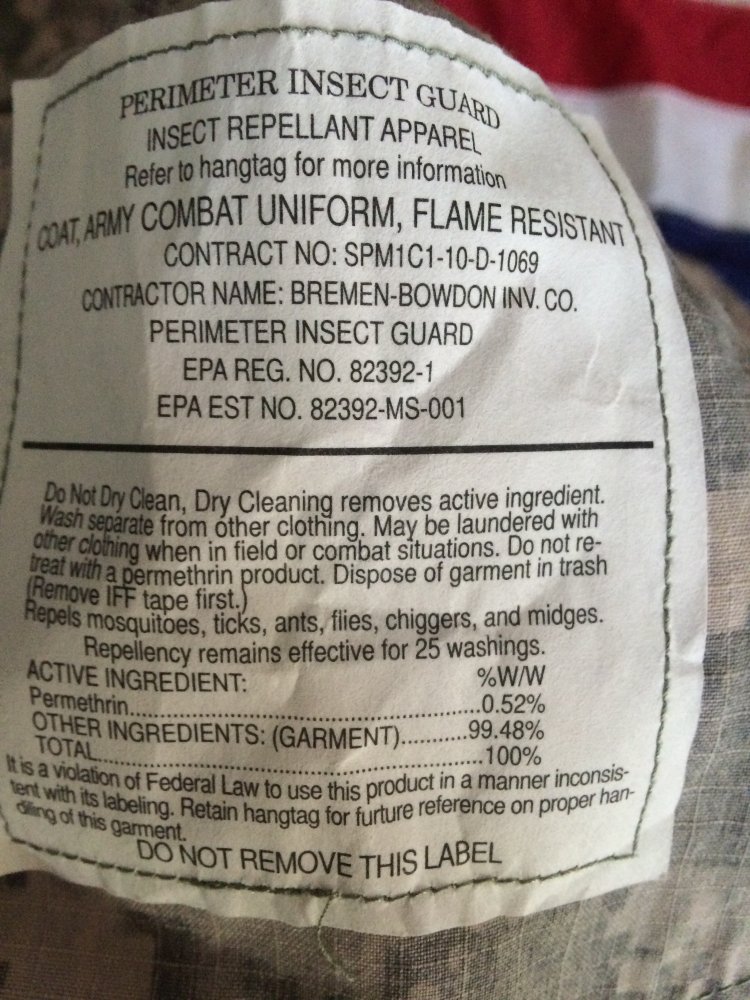 PERIMETER INSECT GUARD
INSECT REPELLANT APPAREL
Refer to hangtag for more information
COAT, ARMY COMBAT UNIFORM, FLAME RESISTANT
CONTRACT NO: SPM1C1-10-D-1069
CONTRACTOR NAME: BREMEN-BOWDON INV. CO.
PERIMETER INSECT GUARD
EPA REG. NO. 82392-1
EPA EST NO. 82392-MS-001
Do Not Dry Clean, Dry Cleaning removes active ingredient.
Wash separate from other clothing. May be laundered with
other clothing when in field or combat situations. Do not re-
treat with a permethrin product. Dispose of garment in trash
(Remove IFF tape first.)
Repels mosquitoes, ticks, ants, flies, chiggers, and midges.
Repellency remains effective for 25 washings.
ACTIVE INGREDIENT: %W/W
Permethrin..................................................0.52%
OTHER INGREDIENTS: (GARMENT)..........99.48%
TOTAL.........................................................100%
It is a violation of Federal Law to use this product in a manner inconsis-
tent with its labeling. Retain hangtag for furture reference on proper han-
dling of this garment.
DO NOT REMOVE THIS LABEL